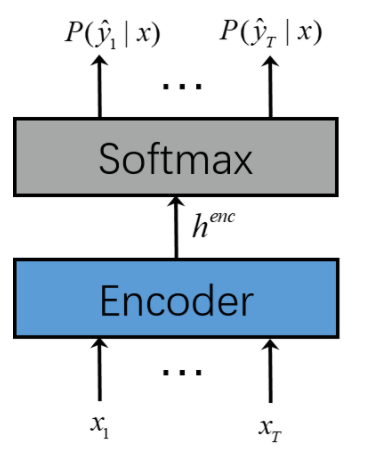 P(ŷ₁ | x) ... P(ŷ_T | x)
Softmax
h^enc
Encoder
...
x₁ x_T